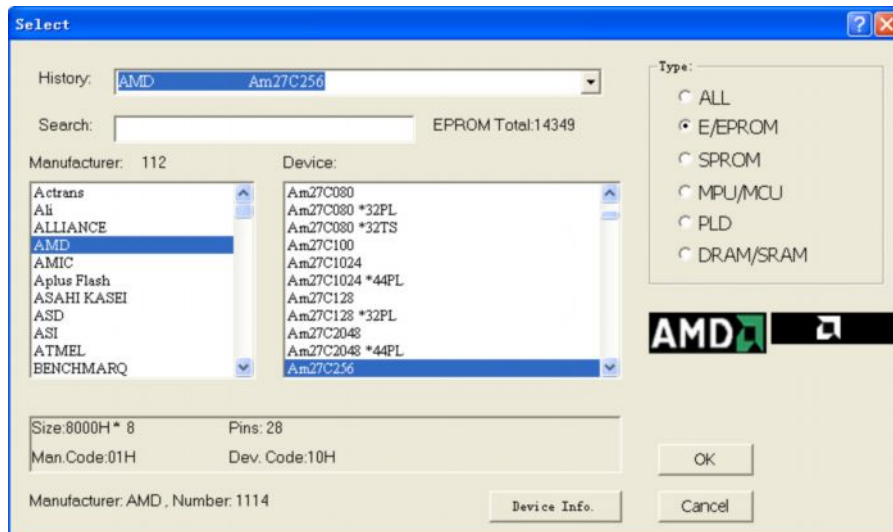 Select
History: AMD Am27C256
Search: EPROM Total:14349
Manufacturer: 112
Actrans
Ali
ALLIANCE
AMD
AMIC
Aplus Flash
ASAHI KASEI
ASD
ASI
ATMEL
BENCHMARQ
Device:
Am27C080
Am27C080 *32PL
Am27C080 *32TS
Am27C100
Am27C1024
Am27C1024 *44PL
Am27C128
Am27C128 *32PL
Am27C2048
Am27C2048 *44PL
Am27C256
Type:
ALL
E/EPROM
SPROM
MPU/MCU
PLD
DRAM/SRAM
AMD
Size:8000H * 8 Pins: 28
Man.Code:01H Dev. Code:10H
Manufacturer: AMD , Number: 1114
Device Info.
OK
Cancel